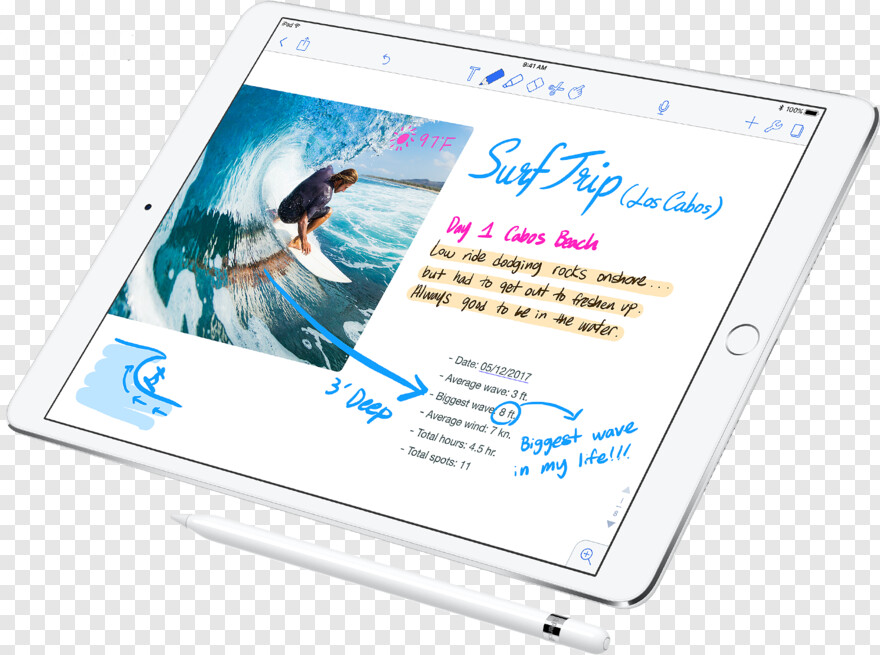 iPad
9:41 AM
100%
T
97°F
Surf Trip (Los Cabos)
Day 1 Cabos Beach
Low ride dodging rocks onshore...
but had to get out to freshen up.
Always good to be in the water.
- Date: 05/12/2017
- Average wave: 3 ft.
- Biggest wave: 8 ft.
- Average wind: 7 kn.
- Total hours: 4.5 hr.
- Total spots: 11
3' Deep
Biggest wave
in my life!!!